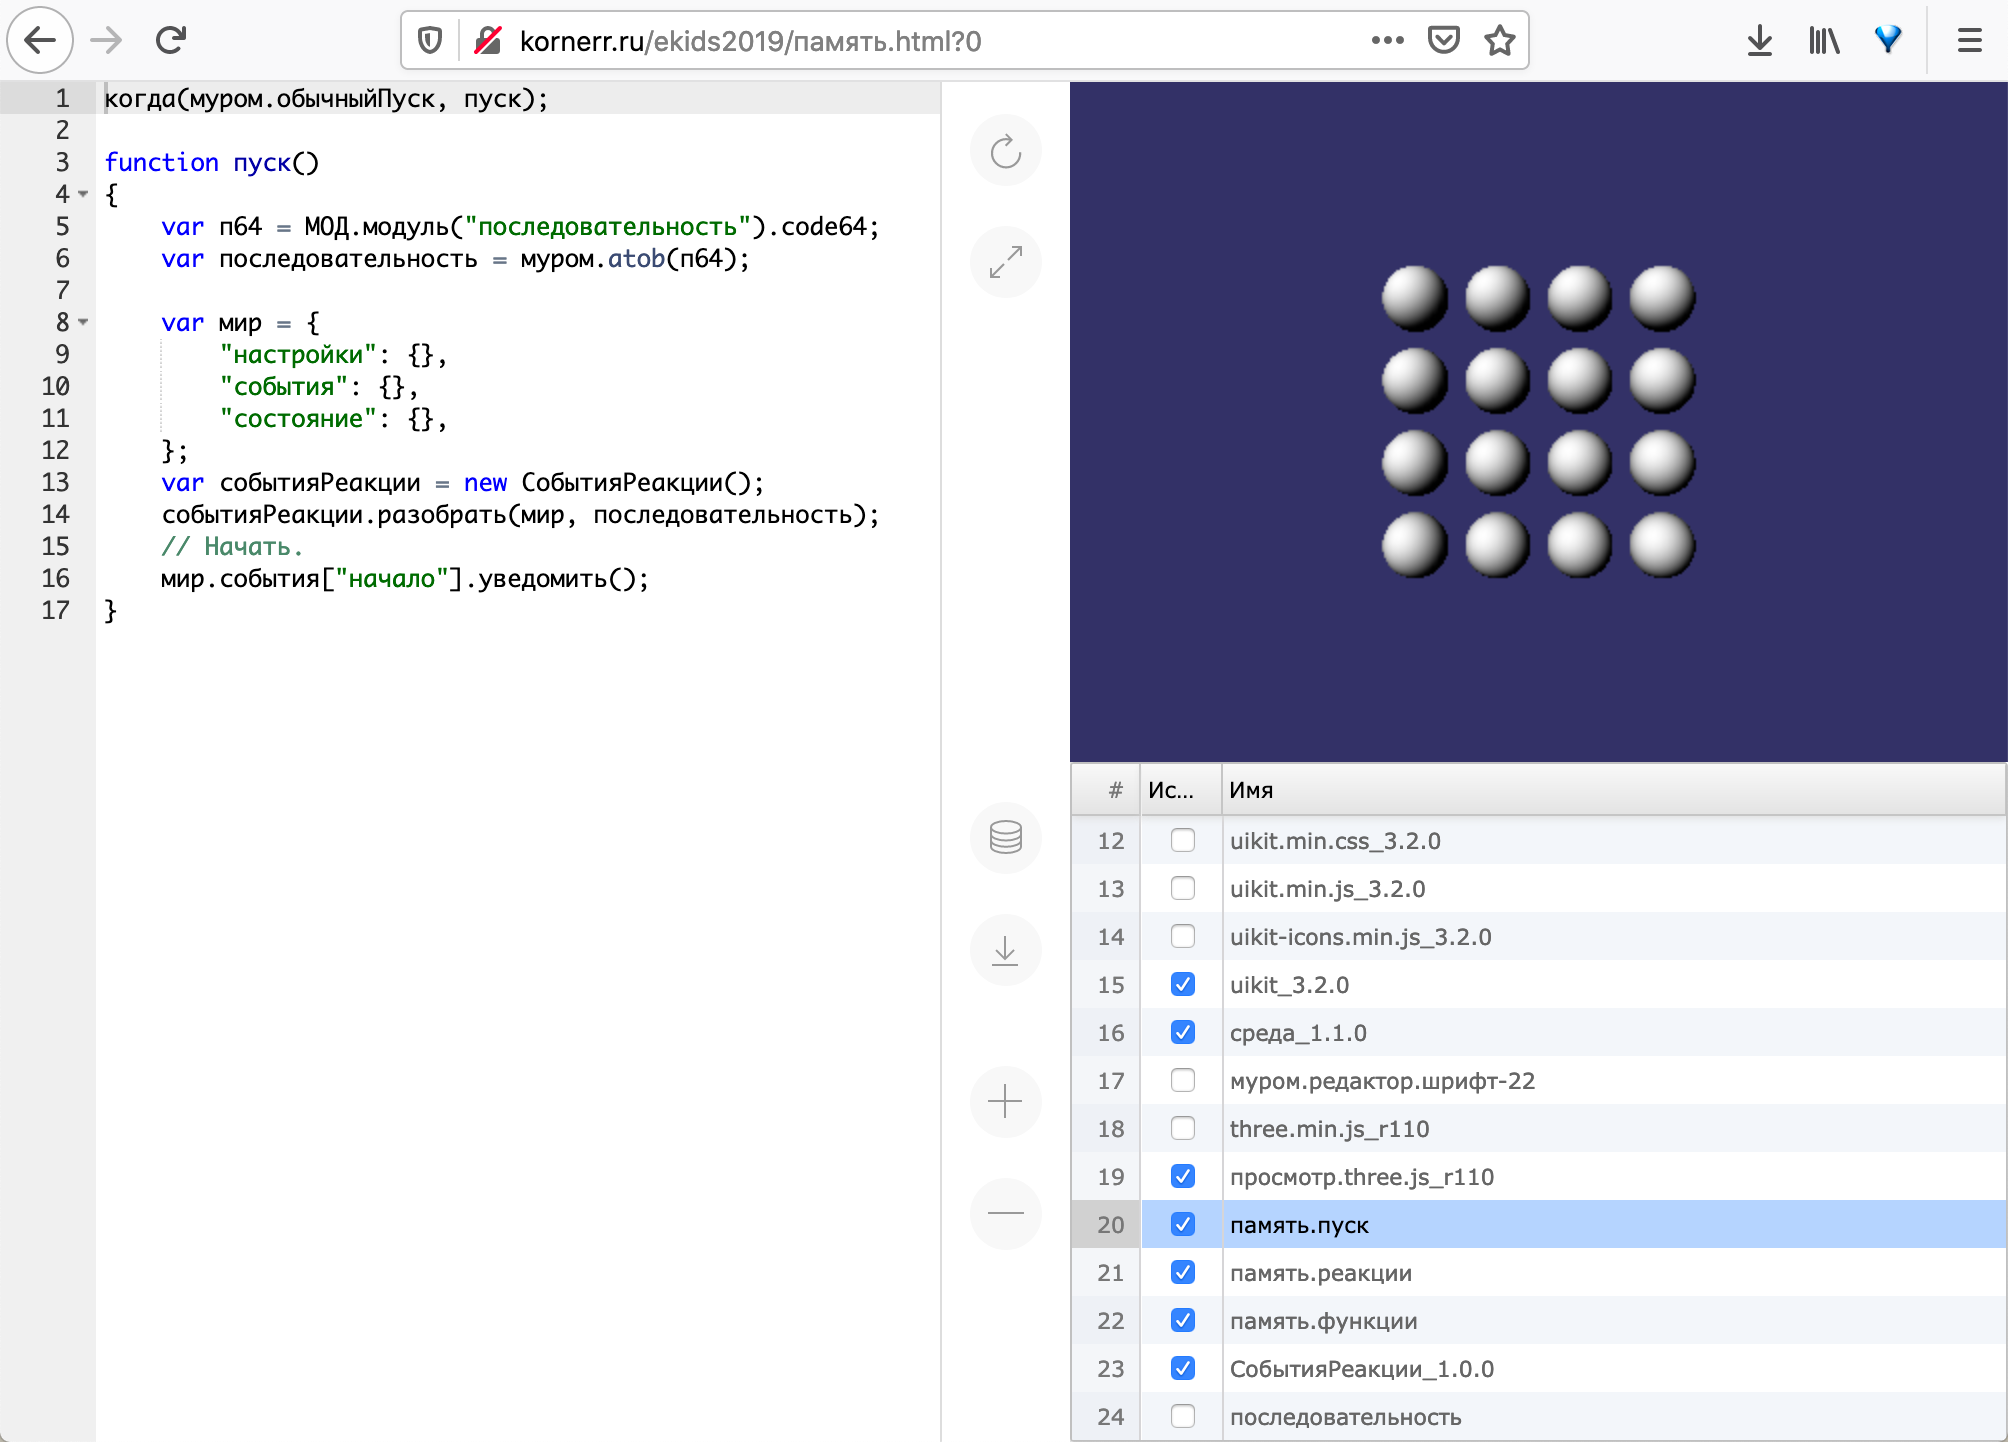 kornerr.ru/ekids2019/память.html?0
1 когда(муром.обычныйПуск, пуск);
2
3 function пуск()
4 {
5     var п64 = МОД.модуль("последовательность").code64;
6     var последовательность = муром.atob(п64);
7
8     var мир = {
9         "настройки": {},
10         "события": {},
11         "состояние": {},
12     };
13     var событияРеакции = new СобытияРеакции();
14     событияРеакции.разобрать(мир, последовательность);
15     // Начать.
16     мир.события["начало"].уведомить();
17 }
# Ис... Имя
12 uikit.min.css_3.2.0
13 uikit.min.js_3.2.0
14 uikit-icons.min.js_3.2.0
15 uikit_3.2.0
16 среда_1.1.0
17 муром.редактор.шрифт-22
18 three.min.js_r110
19 просмотр.three.js_r110
20 память.пуск
21 память.реакции
22 память.функции
23 СобытияРеакции_1.0.0
24 последовательность